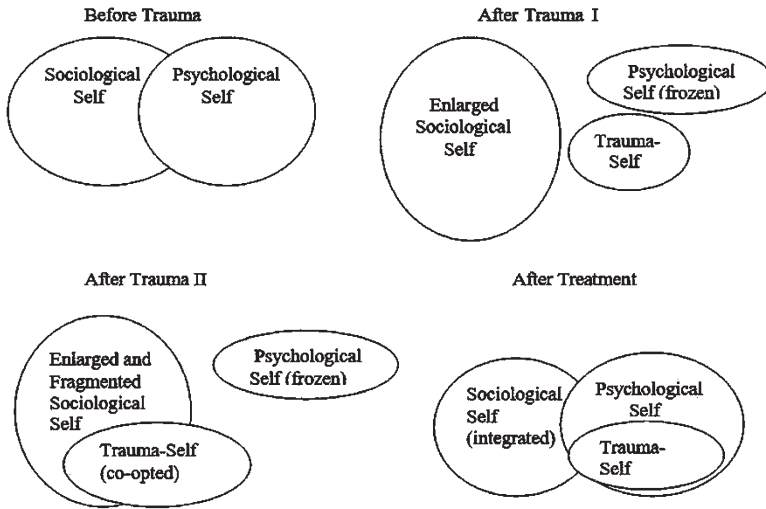 Before Trauma
Sociological
Self
Psychological
Self
After Trauma I
Enlarged
Sociological
Self
Psychological
Self (frozen)
Trauma-
Self
After Trauma II
Enlarged and
Fragmented
Sociological
Self
Trauma-Self
(co-opted)
Psychological
Self (frozen)
After Treatment
Sociological
Self
(integrated)
Psychological
Self
Trauma-
Self